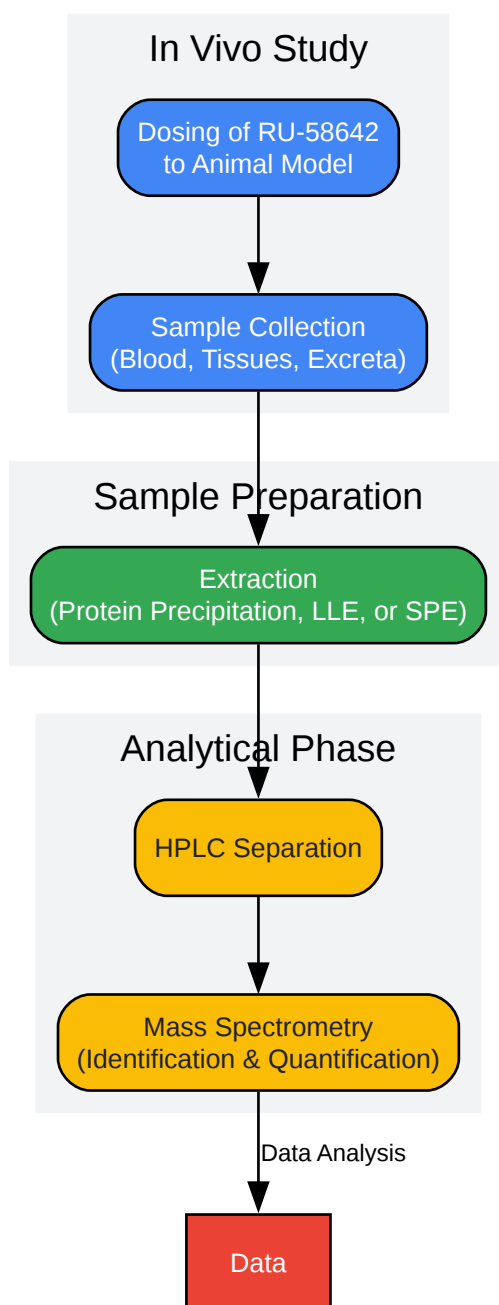 In Vivo Study
Dosing of RU-58642
to Animal Model
Sample Collection
(Blood, Tissues, Excreta)
Sample Preparation
Extraction
(Protein Precipitation, LLE, or SPE)
Analytical Phase
HPLC Separation
Mass Spectrometry
(Identification & Quantification)
Data Analysis
Data